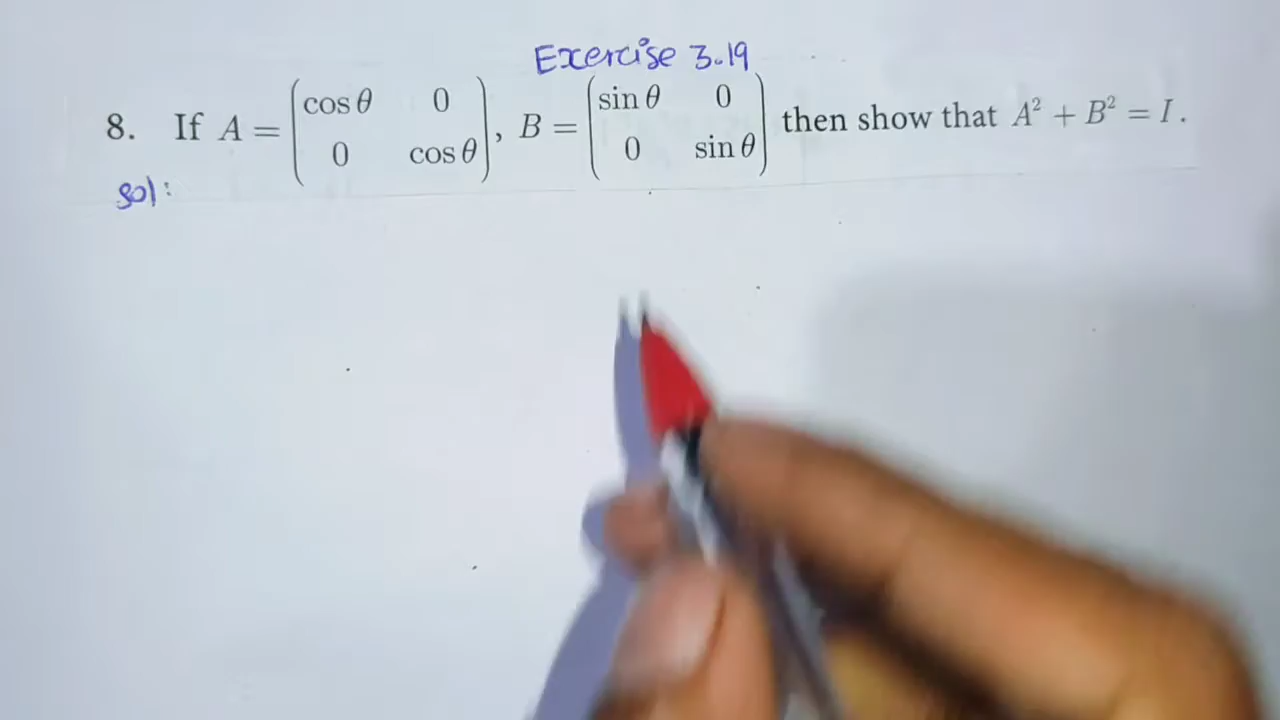 Exercise 3.19
8. If A = (cos θ 0 0 cos θ), B = (sin θ 0 0 sin θ) then show that A² + B² = I.
Sol: